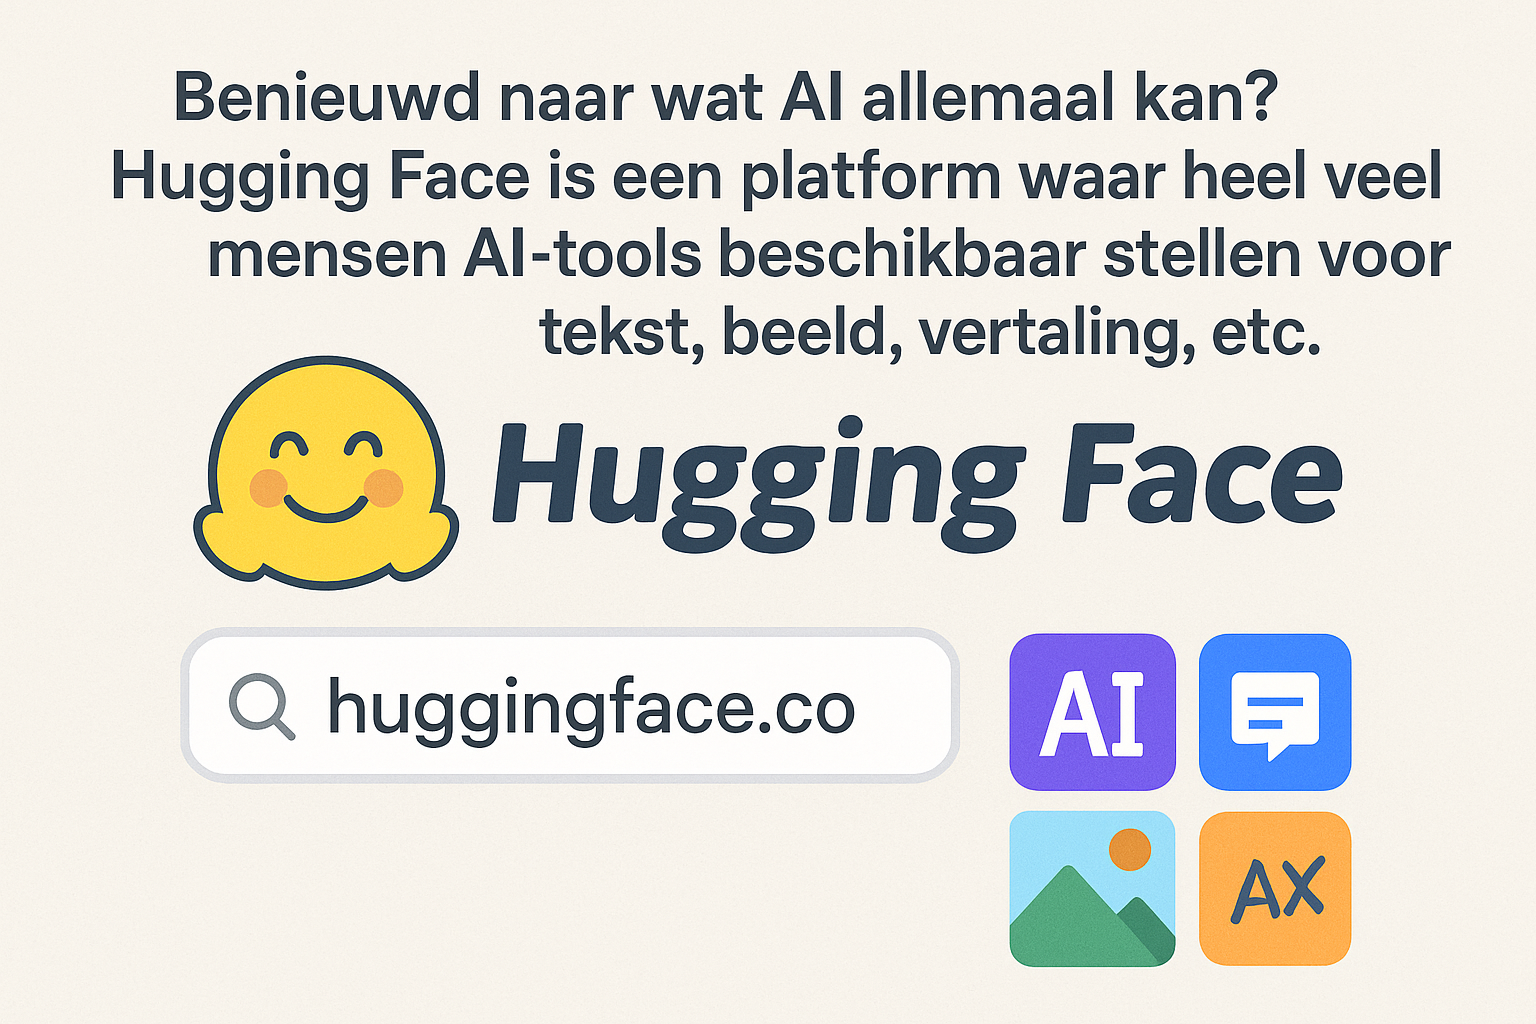 Benieuwd naar wat AI allemaal kan?
Hugging Face is een platform waar heel veel
mensen AI-tools beschikbaar stellen voor
tekst, beeld, vertaling, etc.
Hugging Face
huggingface.co
AI
AX